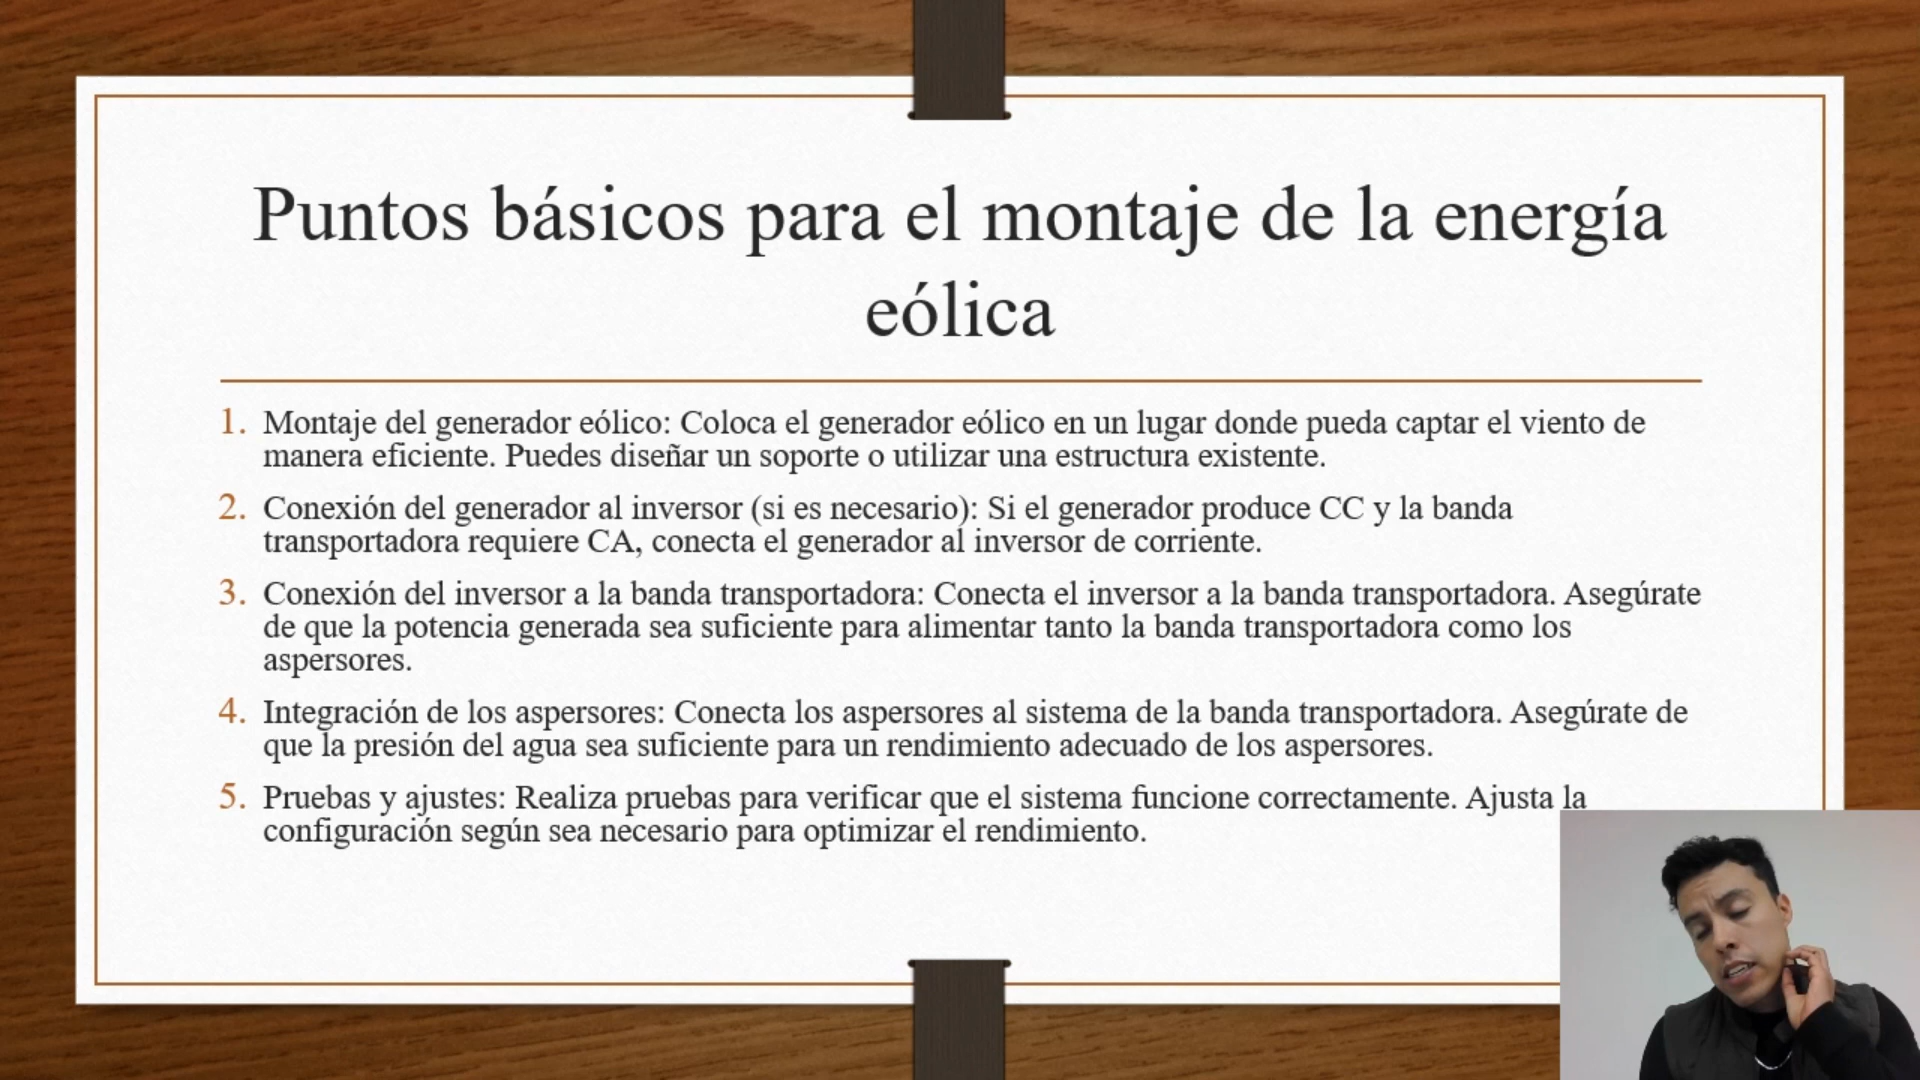 Puntos básicos para el montaje de la energía
eólica
1. Montaje del generador eólico: Coloca el generador eólico en un lugar donde pueda captar el viento de
manera eficiente. Puedes diseñar un soporte o utilizar una estructura existente.
2. Conexión del generador al inversor (si es necesario): Si el generador produce CC y la banda
transportadora requiere CA, conecta el generador al inversor de corriente.
3. Conexión del inversor a la banda transportadora: Conecta el inversor a la banda transportadora. Asegúrate
de que la potencia generada sea suficiente para alimentar tanto la banda transportadora como los
aspersores.
4. Integración de los aspersores: Conecta los aspersores al sistema de la banda transportadora. Asegúrate de
que la presión del agua sea suficiente para un rendimiento adecuado de los aspersores.
5. Pruebas y ajustes: Realiza pruebas para verificar que el sistema funcione correctamente. Ajusta la
configuración según sea necesario para optimizar el rendimiento.